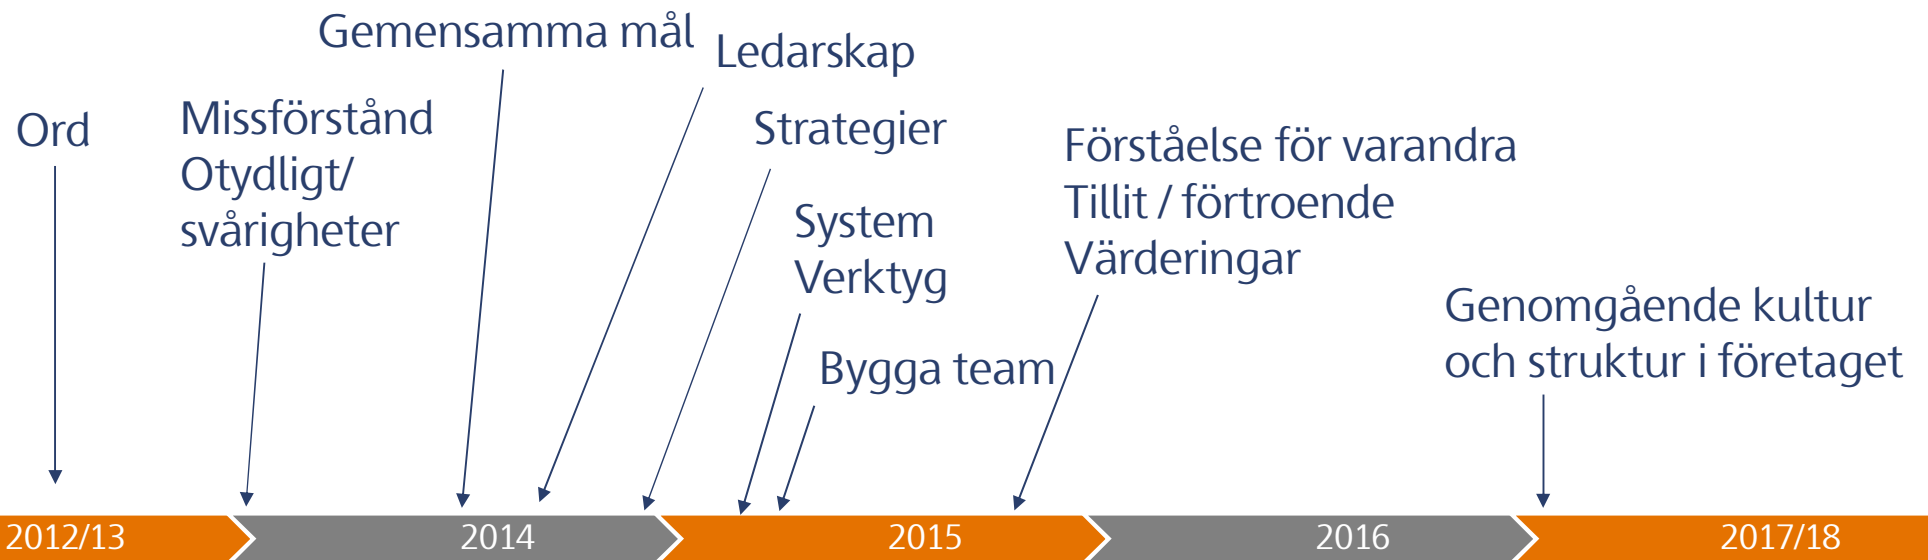 Gemensamma mål
Ledarskap
Ord
Missförstånd
Otydligt/
svårigheter
Strategier
Förståelse för varandra
Tillit / förtroende
Värderingar
System
Verktyg
Bygga team
Genomgående kultur
och struktur i företaget
2012/13
2014
2015
2016
2017/18